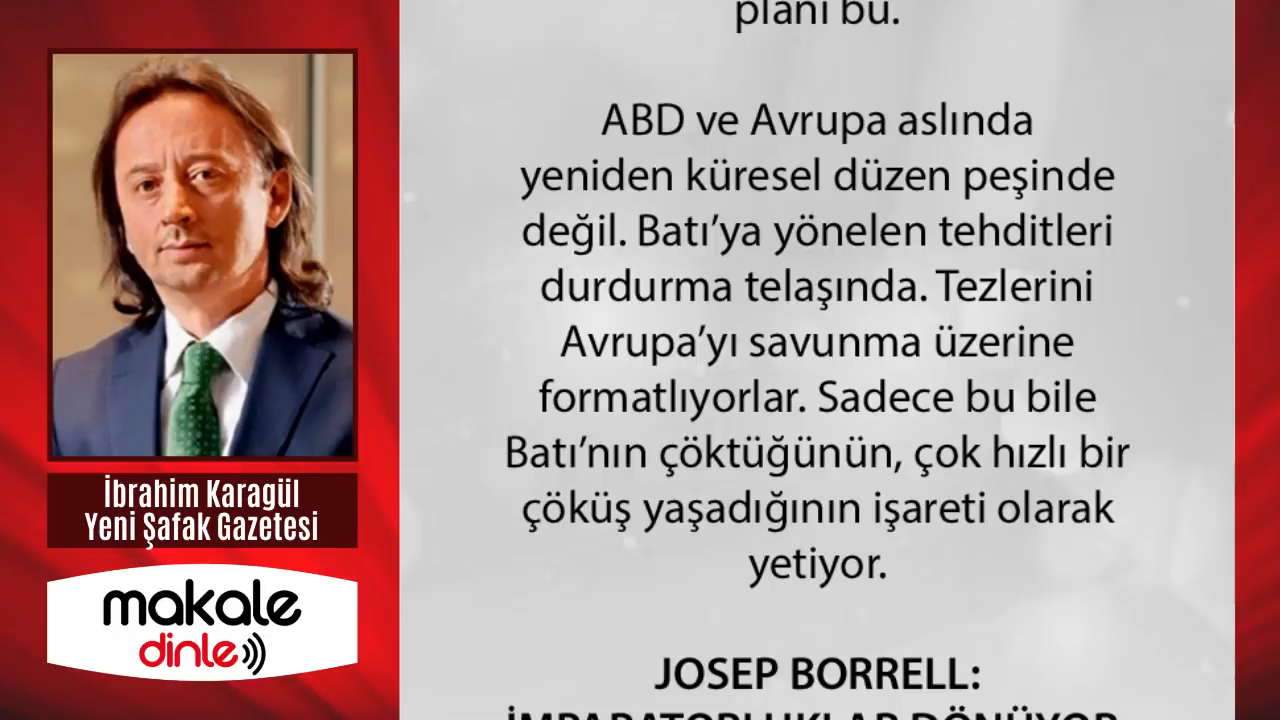 planı bu.
ABD ve Avrupa aslında
yeniden küresel düzen peşinde
değil. Batı’ya yönelen tehditleri
durdurma telaşında. Tezlerini
Avrupa’yı savunma üzerine
formatlıyorlar. Sadece bu bile
Batı’nın çöktüğünün, çok hızlı bir
çöküş yaşadığının işareti olarak
yetiyor.
JOSEP BORRELL:
İMPARATORLUKLAR DÖNÜYOR
İbrahim Karagül
Yeni Şafak Gazetesi
makale
dinle